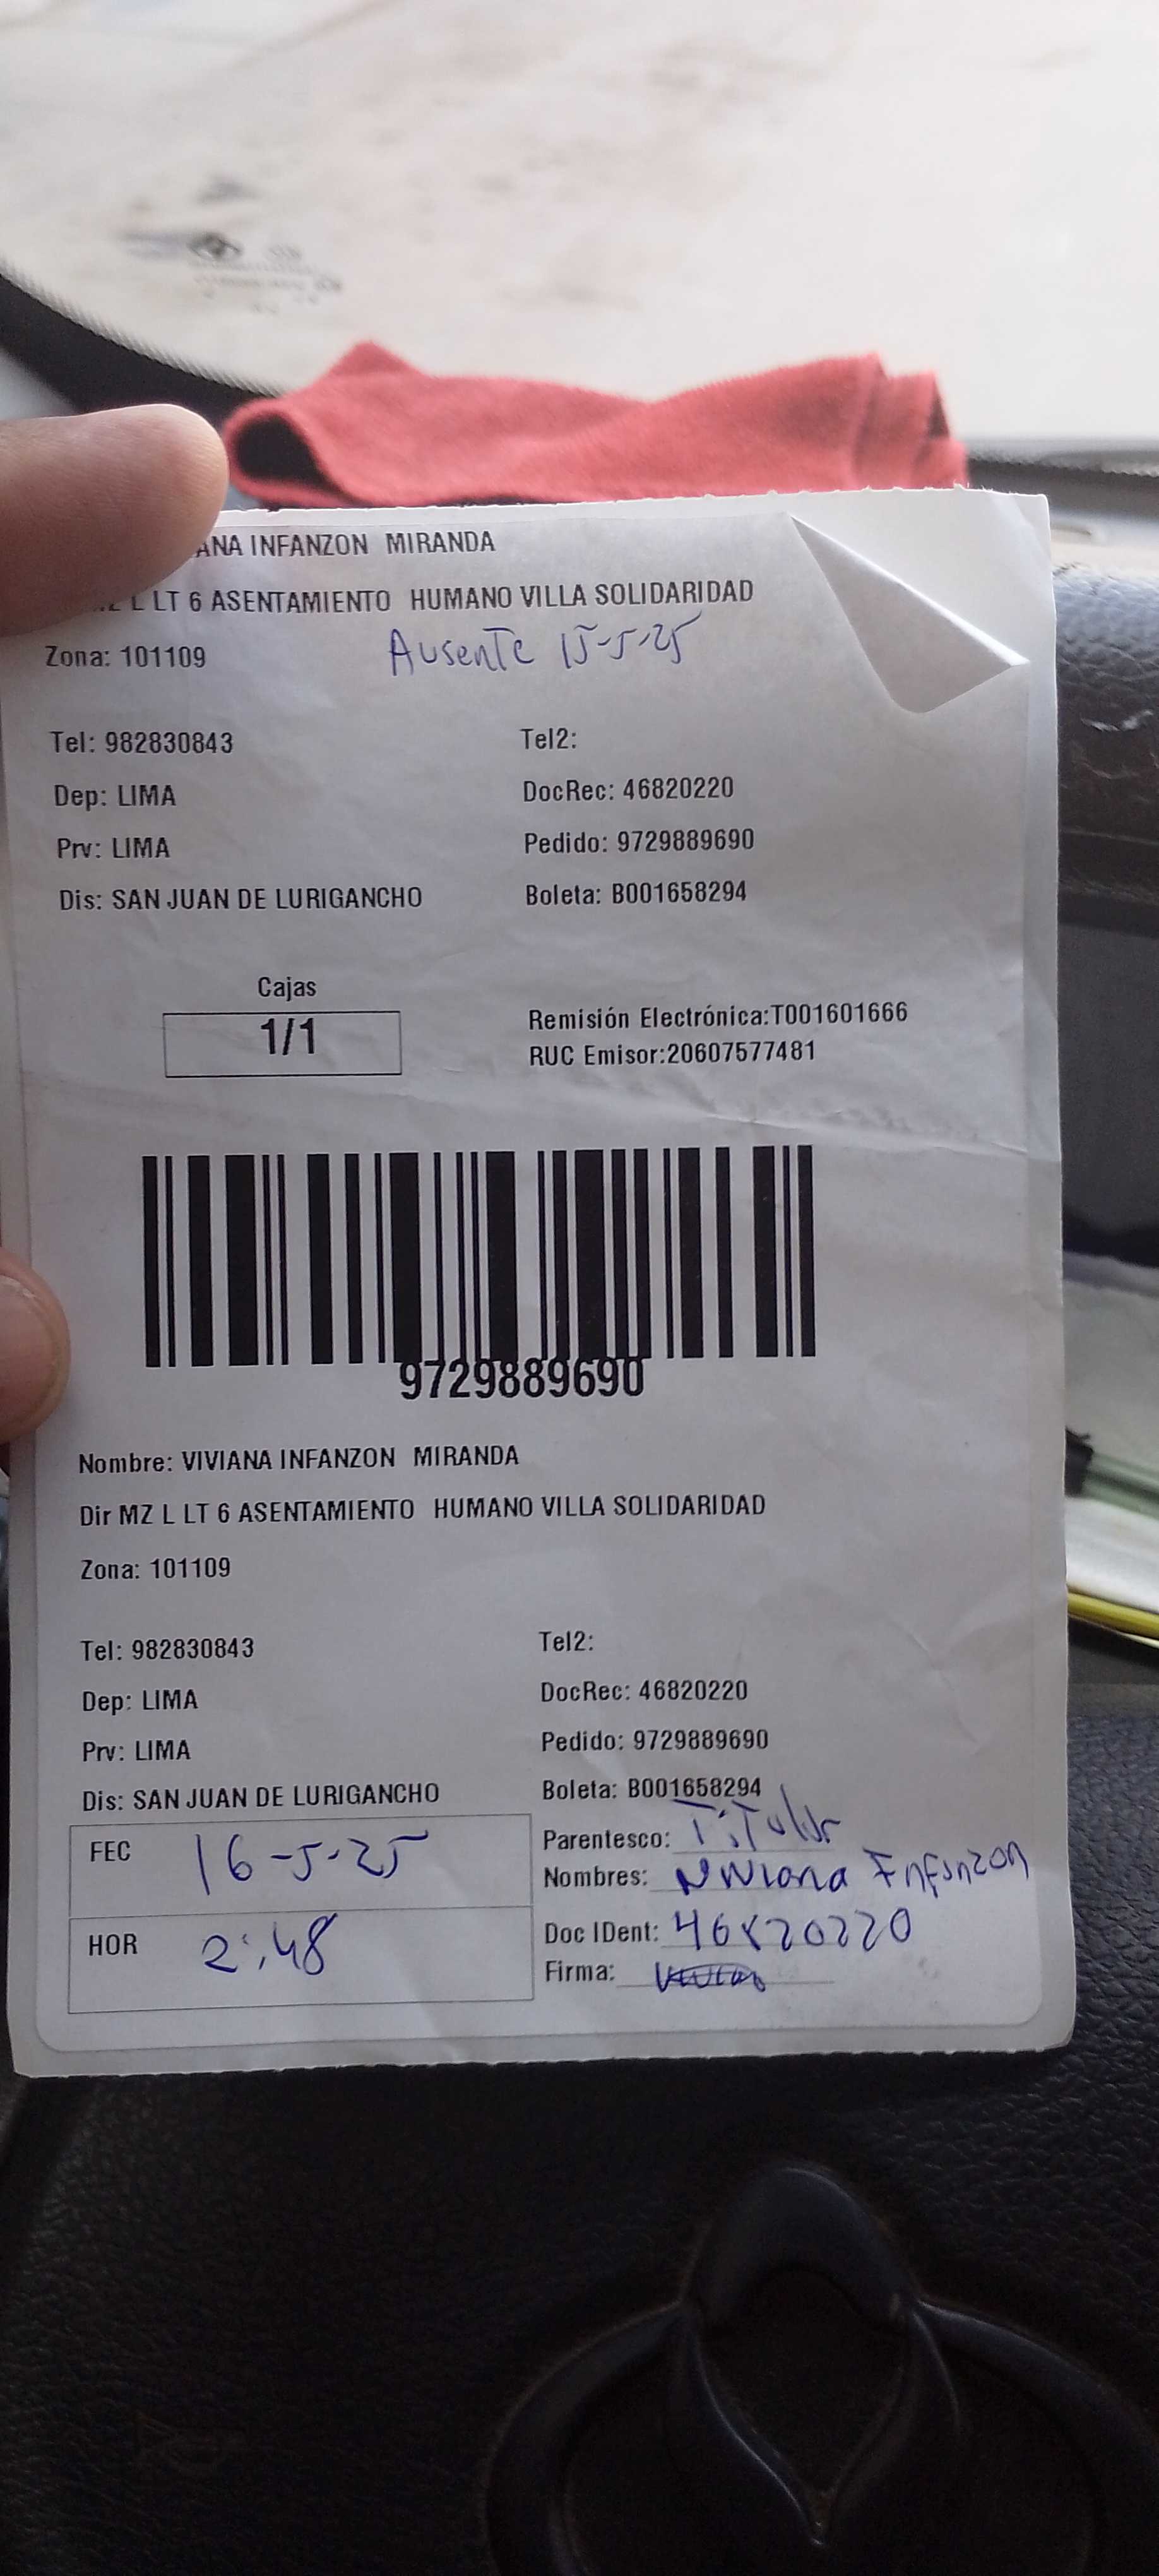 ANA INFANZON MIRANDA
L LT 6 ASENTAMIENTO HUMANO VILLA SOLIDARIDAD
Zona: 101109 Ausente 15-5-25
Tel: 982830843 Tel2:
Dep: LIMA DocRec: 46820220
Prv: LIMA Pedido: 9729889690
Dis: SAN JUAN DE LURIGANCHO Boleta: B001658294
Cajas
1/1
Remisión Electrónica:T001601666
RUC Emisor:20607577481
9729889690
Nombre: VIVIANA INFANZON MIRANDA
Dir MZ L LT 6 ASENTAMIENTO HUMANO VILLA SOLIDARIDAD
Zona: 101109
Tel: 982830843 Tel2:
Dep: LIMA DocRec: 46820220
Prv: LIMA Pedido: 9729889690
Dis: SAN JUAN DE LURIGANCHO Boleta: B001658294
FEC 16-5-25 Parentesco: Titular
Nombres: Viviana Infanzon
HOR 2:48 Doc IDent: 46820220
Firma: